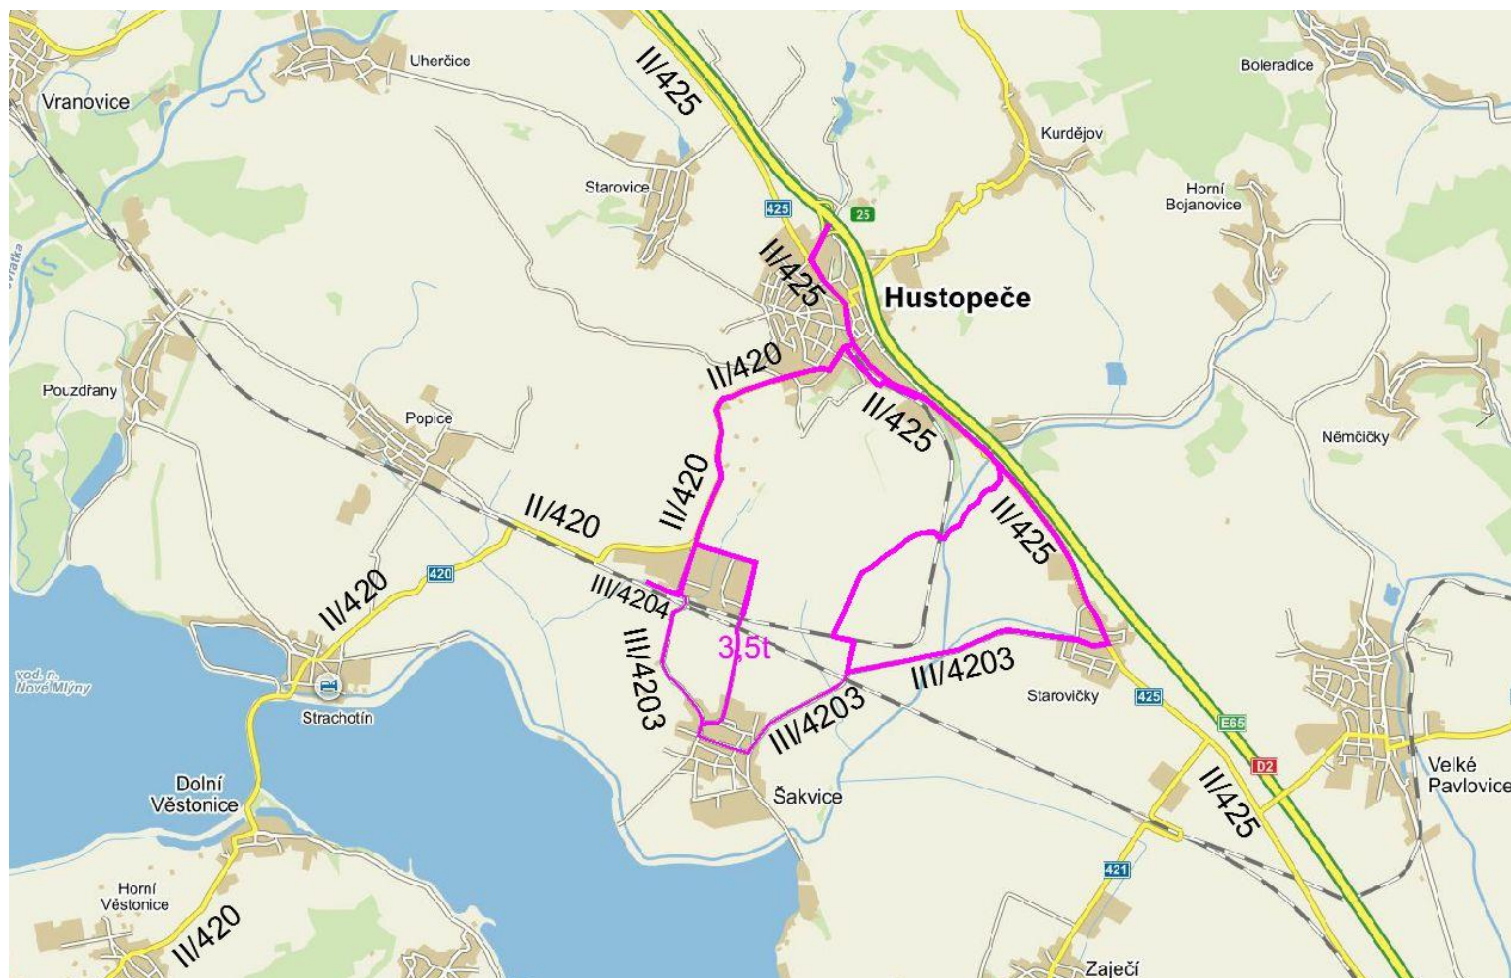 Vranovice
Uherčice
II/425
Boleradice
Kurdějov
Starovice
Horní
Bojanovice
425
25
II/425
Hustopeče
Pouzdřany
II/420
Popice
II/425
Němčičky
II/420
II/420
II/425
420
II/420
III/4204
III/4203
3,5t
III/4203
vod. n.
Nové Mlýny
Strachotín
Starovičky
425
III/4203
E65
D2
Dolní
Věstonice
Šakvice
Velké
Pavlovice
II/425
421
Horní
Věstonice
II/420
Zaječí